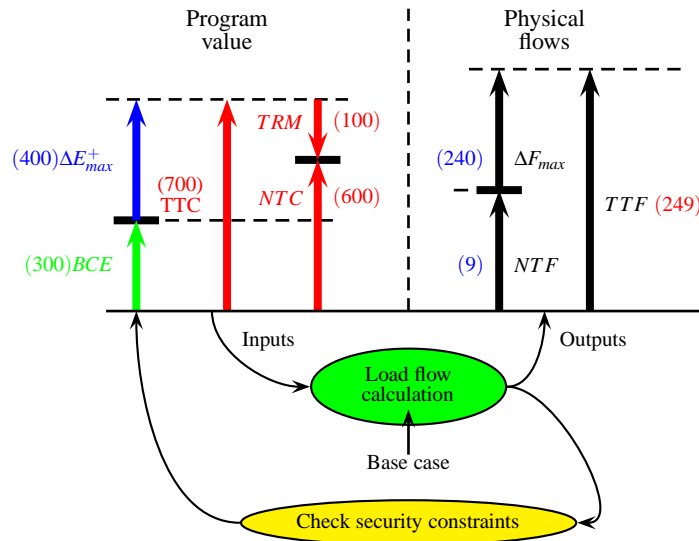 Program
value
Physical
flows
TRM (100)
(400)ΔE⁺max
(700)
TTC
NTC (600)
(300)BCE
(240) ΔFmax
TTF (249)
(9) NTF
Inputs
Outputs
Load flow
calculation
Base case
Check security constraints